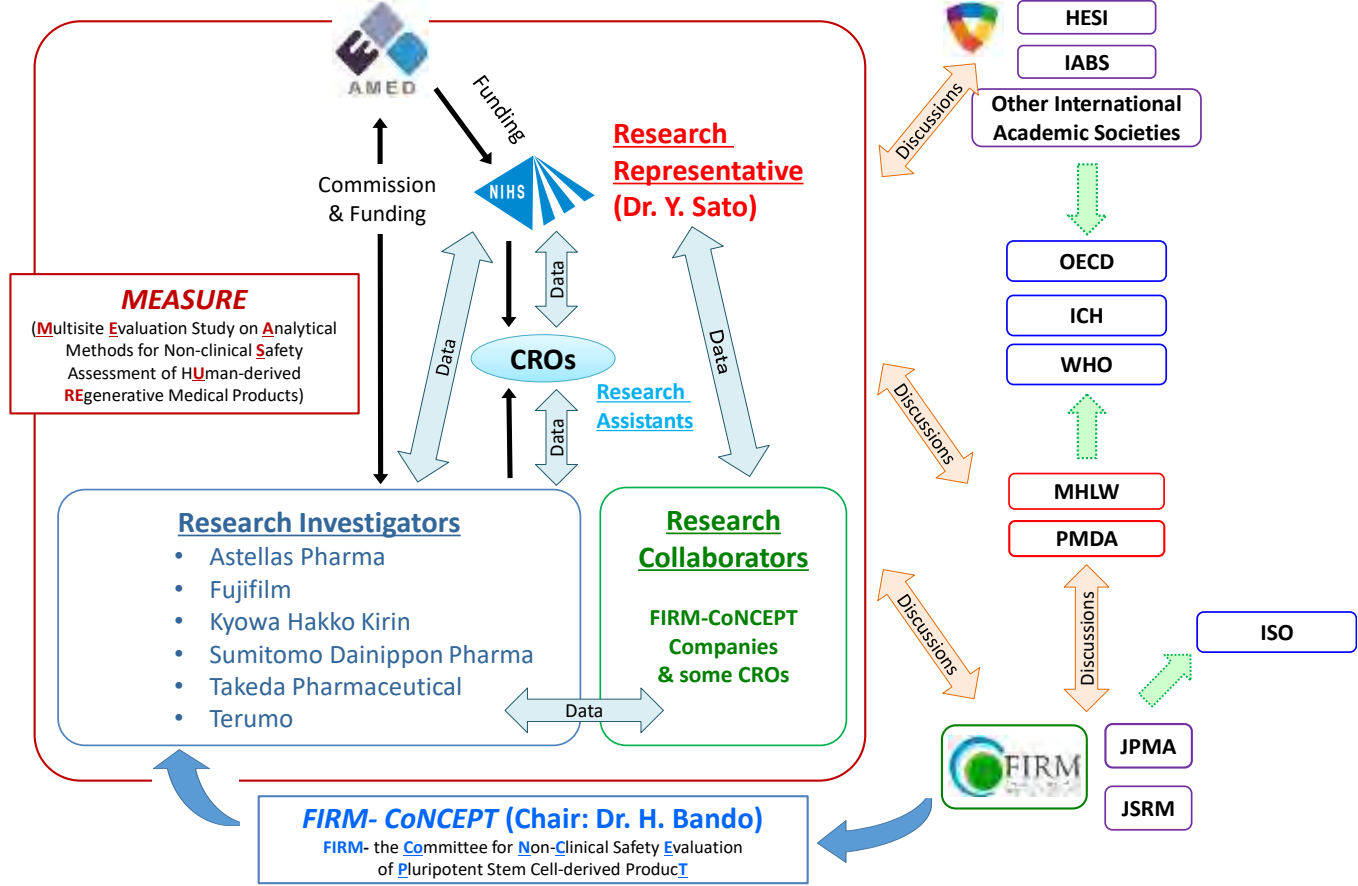 AMED
Funding
Commission
& Funding
NIHS
Research
Representative
(Dr. Y. Sato)
Data
Data
Data
CROs
Research
Assistants
Data
MEASURE
(Multisite Evaluation Study on Analytical
Methods for Non-clinical Safety
Assessment of HUman-derived
REgenerative Medical Products)
Research Investigators
• Astellas Pharma
• Fujifilm
• Kyowa Hakko Kirin
• Sumitomo Dainippon Pharma
• Takeda Pharmaceutical
• Terumo
Research
Collaborators
FIRM-CoNCEPT
Companies
& some CROs
Data
FIRM- CoNCEPT (Chair: Dr. H. Bando)
FIRM- the Committee for Non-Clinical Safety Evaluation
of Pluripotent Stem Cell-derived ProducT
HESI
IABS
Other International
Academic Societies
Discussions
OECD
ICH
WHO
Discussions
MHLW
PMDA
Discussions
Discussions
ISO
FIRM
JPMA
JSRM